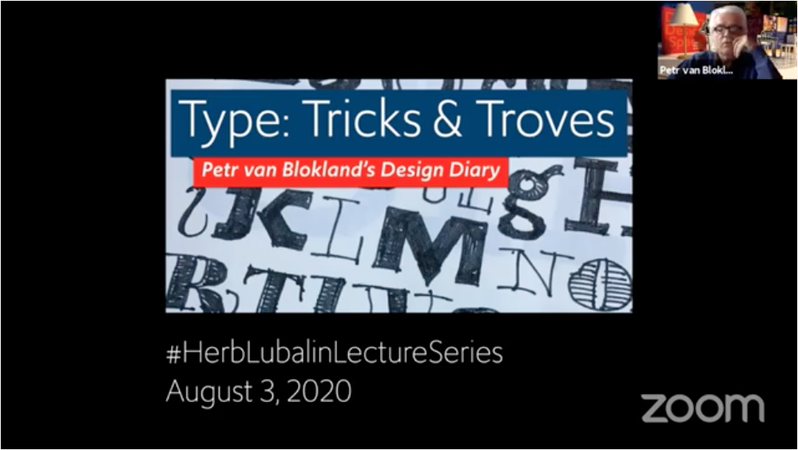 Type: Tricks & Troves
Petr van Blokland's Design Diary
K L M N O
R T
#HerbLubalinLectureSeries
August 3, 2020
Petr van Blokl...
zoom